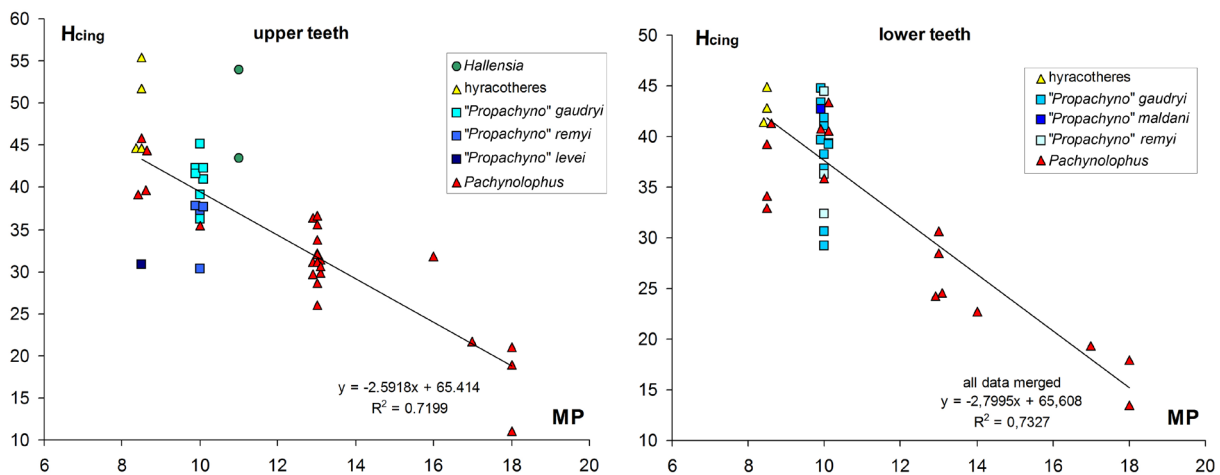 Hcing
upper teeth
60
55
50
45
40
35
30
25
20
15
10
Hallensia
hyracotheres
"Propachyno" gaudryi
"Propachyno" remyi
"Propachyno" levei
Pachynolophus
y = -2.5918x + 65.414
R² = 0.7199
MP
6 8 10 12 14 16 18 20
Hcing
lower teeth
50
45
40
35
30
25
20
15
10
hyracotheres
"Propachyno" gaudryi
"Propachyno" maldani
"Propachyno" remyi
Pachynolophus
all data merged
y = -2,7995x + 65,608
R² = 0,7327
MP
6 8 10 12 14 16 18 20